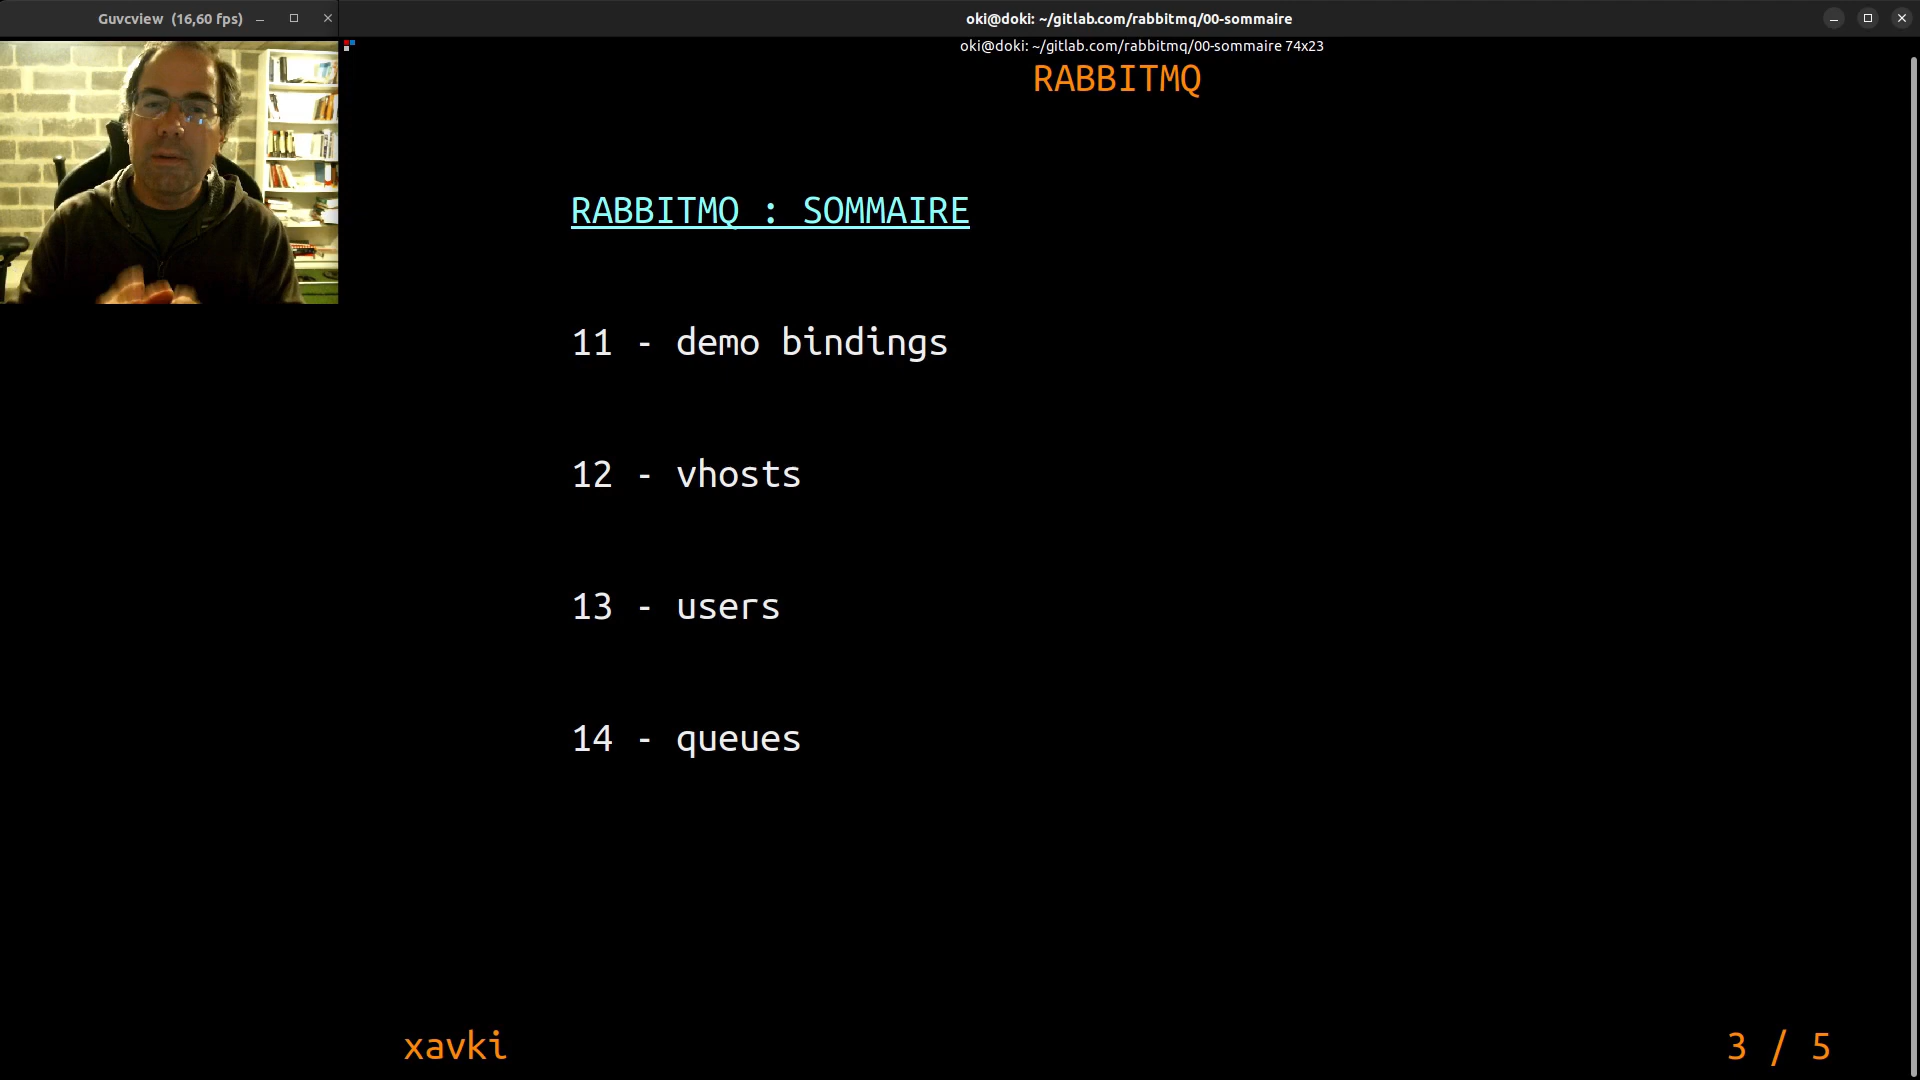 Guvcview (16,60 fps)
oki@doki: ~/gitlab.com/rabbitmq/00-sommaire
oki@doki: ~/gitlab.com/rabbitmq/00-sommaire 74x23
RABBITMQ
RABBITMQ : SOMMAIRE
11 - demo bindings
12 - vhosts
13 - users
14 - queues
xavki
3 / 5